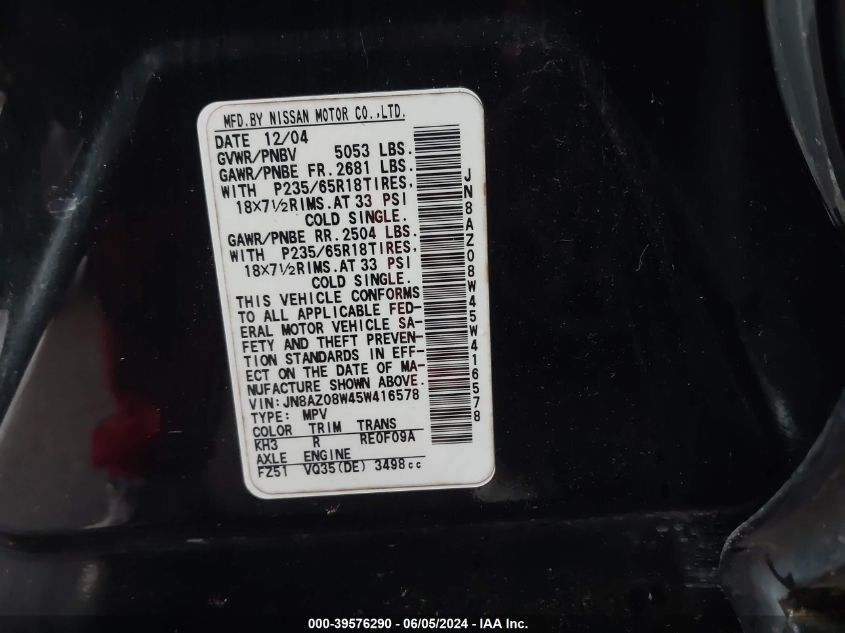 MFD.BY NISSAN MOTOR CO.,LTD.
DATE 12/04
GVWR/PNBV 5053 LBS.
GAWR/PNBE FR.2681 LBS.
WITH P235/65R18TIRES,
18×7½RIMS.AT 33 PSI
COLD SINGLE.
GAWR/PNBE RR.2504 LBS.
WITH P235/65R18TIRES,
18×7½RIMS.AT 33 PSI
COLD SINGLE.
THIS VEHICLE CONFORMS
TO ALL APPLICABLE FED-
ERAL MOTOR VEHICLE SA-
FETY AND THEFT PREVEN-
TION STANDARDS IN EFF-
ECT ON THE DATE OF MA-
NUFACTURE SHOWN ABOVE.
VIN:JN8AZ08W45W416578
TYPE: MPV
COLOR TRIM TRANS
KH3 R RE0F09A
AXLE ENGINE
FZ51 VQ35(DE) 3498cc
JN8AZ08W45W416578
000-39576290 - 06/05/2024 - IAA Inc.